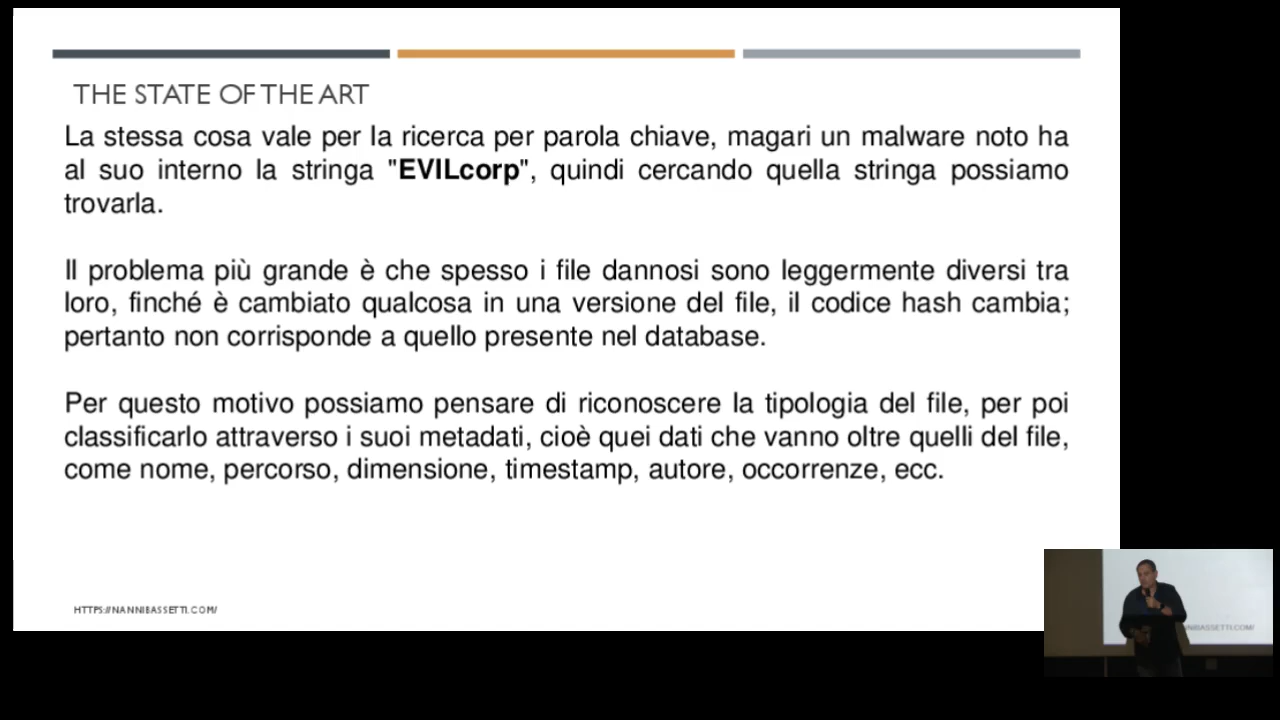 THE STATE OF THE ART
La stessa cosa vale per la ricerca per parola chiave, magari un malware noto ha
al suo interno la stringa "EVILcorp", quindi cercando quella stringa possiamo
trovarla.
Il problema più grande è che spesso i file dannosi sono leggermente diversi tra
loro, finché è cambiato qualcosa in una versione del file, il codice hash cambia;
pertanto non corrisponde a quello presente nel database.
Per questo motivo possiamo pensare di riconoscere la tipologia del file, per poi
classificarlo attraverso i suoi metadati, cioè quei dati che vanno oltre quelli del file,
come nome, percorso, dimensione, timestamp, autore, occorrenze, ecc.
HTTPS://NANNIBASSETTI.COM/
NIBASSETTI.COM/